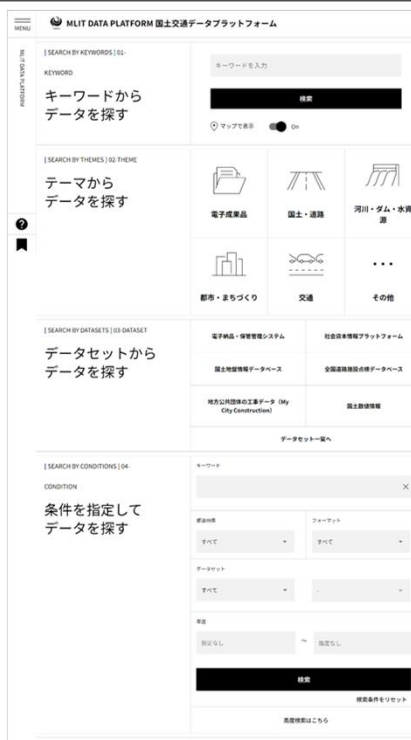 MENU
MLIT DATA PLATFORM 国土交通データプラットフォーム
MLIT DATA PLATFORM
| SEARCH BY KEYWORDS | 01-
KEYWORD
キーワードから
データを探す
キーワードを入力
検索
マップで表示
On
| SEARCH BY THEMES | 02-THEME
テーマから
データを探す
電子成果品
国土・道路
河川・ダム・水資
源
都市・まちづくり
交通
その他
| SEARCH BY DATASETS | 03-DATASET
データセットから
データを探す
電子納品・保管管理システム
社会資本情報プラットフォーム
国土地盤情報データベース
全国道路施設点検データベース
地方公共団体の工事データ（My
City Construction）
国土数値情報
データセット一覧へ
| SEARCH BY CONDITIONS | 04-
CONDITION
条件を指定して
データを探す
キーワード
都道府県
フォーマット
すべて
すべて
データセット
すべて
-
年度
指定なし
~
指定なし
検索
検索条件をリセット
高度検索はこちら